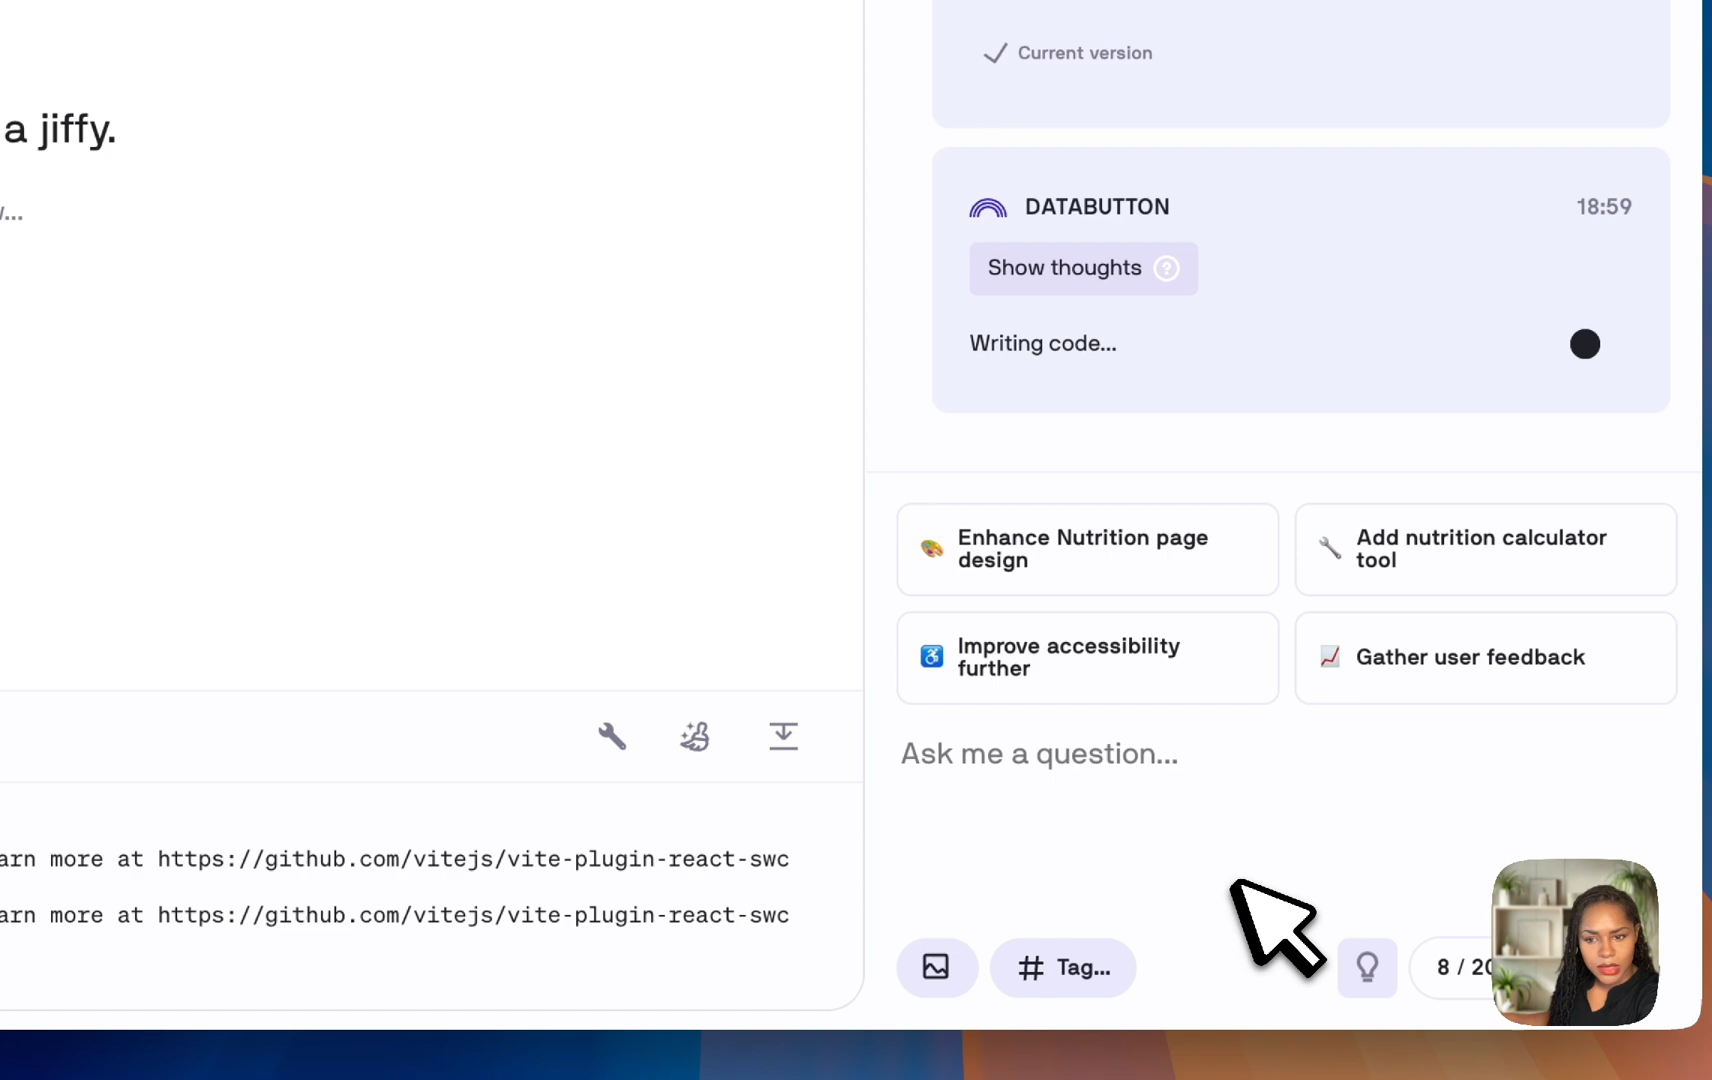 a jiffy.
...
Current version
DATABUTTON
18:59
Show thoughts ?
Writing code...
Enhance Nutrition page
design
Add nutrition calculator
tool
Improve accessibility
further
Gather user feedback
Ask me a question...
arn more at https://github.com/vitejs/vite-plugin-react-swc
arn more at https://github.com/vitejs/vite-plugin-react-swc
# Tag...
8 / 20